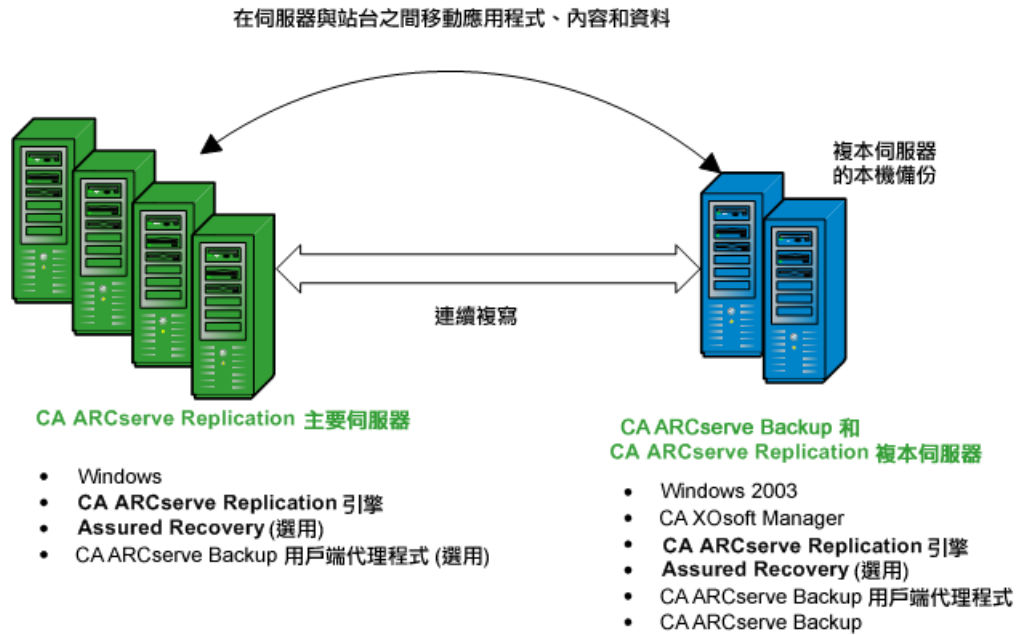 在伺服器與站台之間移動應用程式、內容和資料
複本伺服器
的本機備份
連續複寫
CA ARCserve Replication 主要伺服器
• Windows
• CA ARCserve Replication 引擎
• Assured Recovery (選用)
• CA ARCserve Backup 用戶端代理程式 (選用)
CA ARCserve Backup 和
CA ARCserve Replication 複本伺服器
• Windows 2003
• CA XOsoft Manager
• CA ARCserve Replication 引擎
• Assured Recovery (選用)
• CA ARCserve Backup 用戶端代理程式
• CA ARCserve Backup